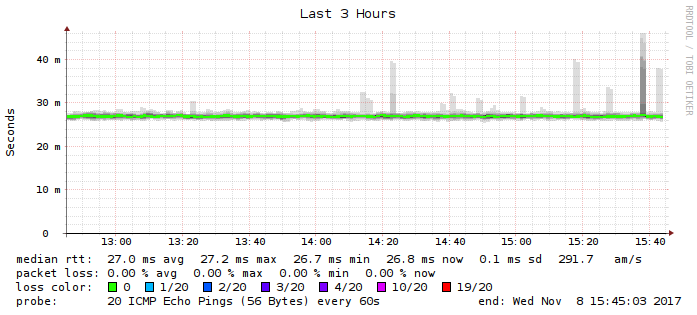 Last 3 Hours
RRDTOOL / TOBI OETIKER
Seconds
40 m
30 m
20 m
10 m
0
13:00 13:20 13:40 14:00 14:20 14:40 15:00 15:20 15:40
median rtt: 27.0 ms avg 27.2 ms max 26.7 ms min 26.8 ms now 0.1 ms sd 291.7 am/s
packet loss: 0.00 % avg 0.00 % max 0.00 % min 0.00 % now
loss color: 0 1/20 2/20 3/20 4/20 10/20 19/20
probe: 20 ICMP Echo Pings (56 Bytes) every 60s end: Wed Nov 8 15:45:03 2017